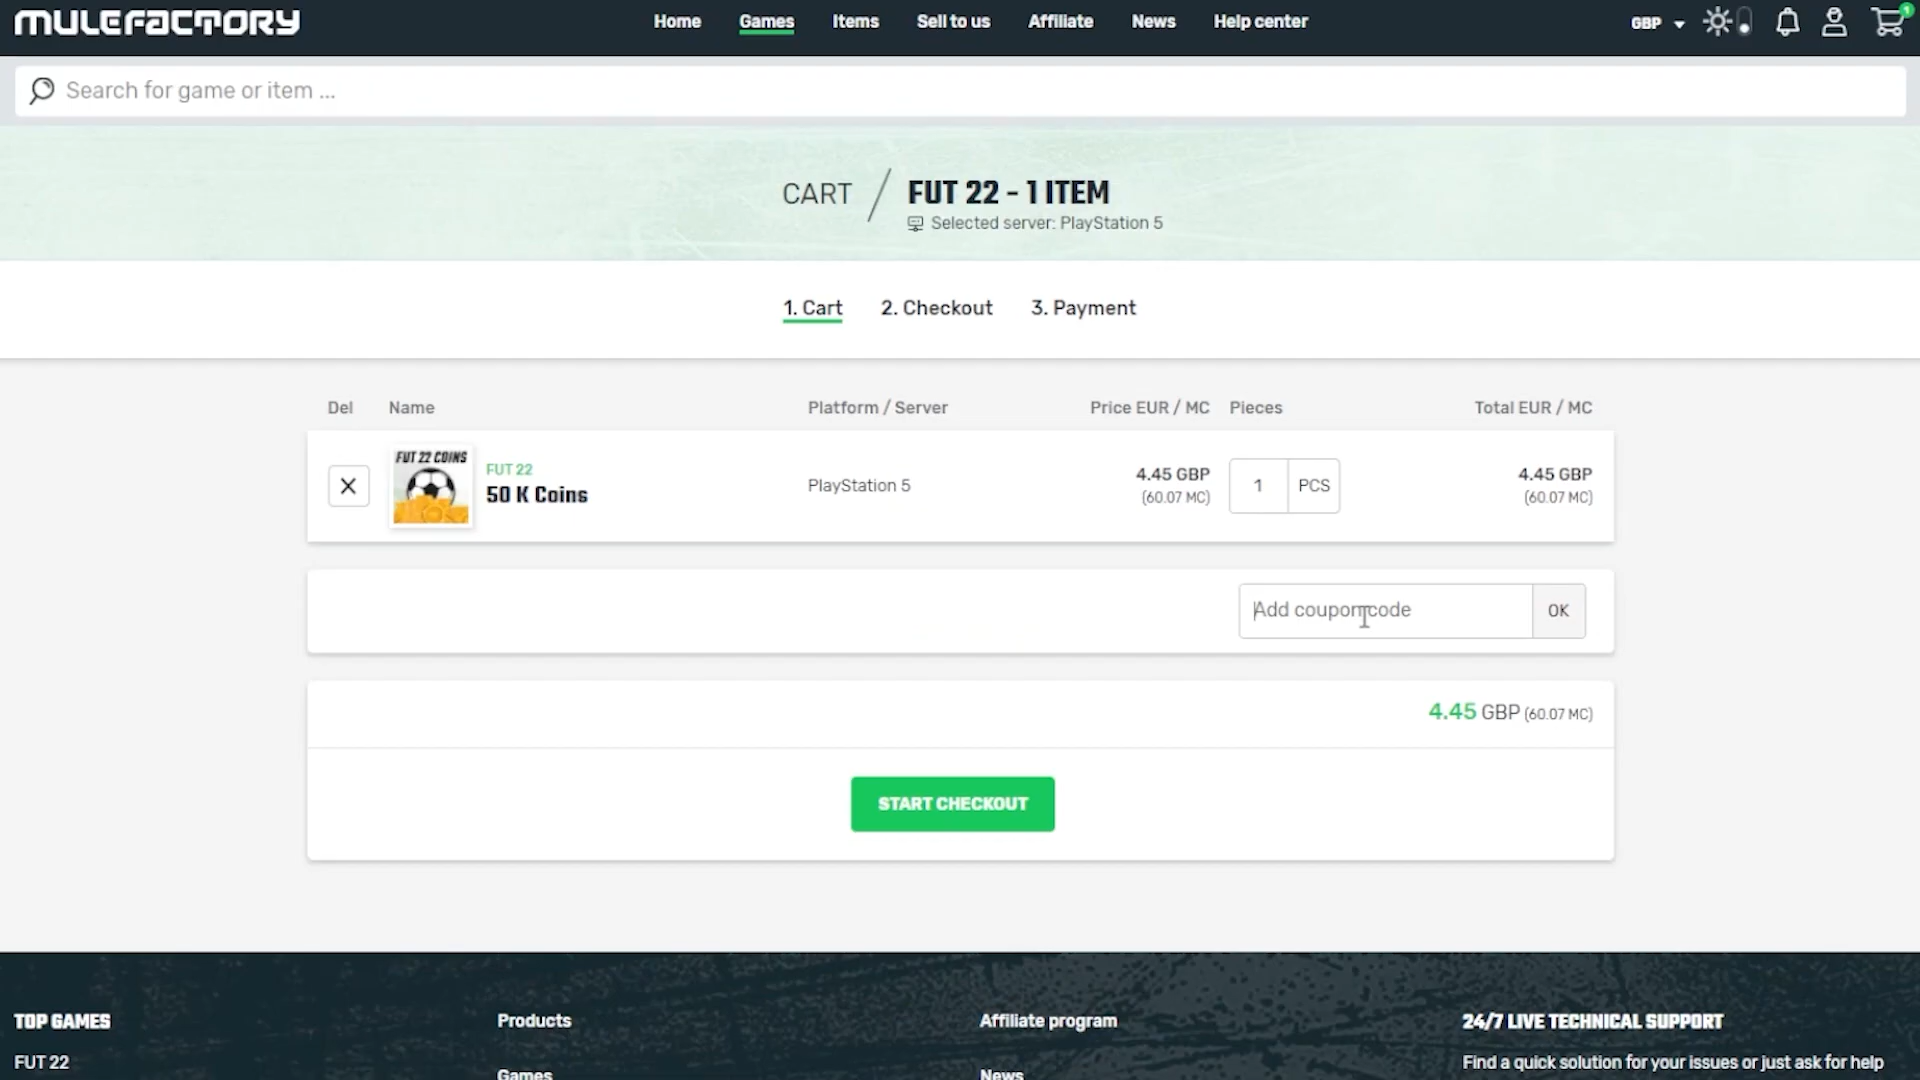 MULEFACTORY
Home Games Items Sell to us Affiliate News Help center
GBP
1
Search for game or item ...
CART / FUT 22 - 1 ITEM
Selected server: PlayStation 5
1. Cart 2. Checkout 3. Payment
Del Name Platform / Server Price EUR / MC Pieces Total EUR / MC
FUT 22 COINS
FUT 22
50 K Coins
PlayStation 5
4.45 GBP
(60.07 MC)
1 PCS
4.45 GBP
(60.07 MC)
Add coupon code OK
4.45 GBP (60.07 MC)
START CHECKOUT
TOP GAMES Products Affiliate program 24/7 LIVE TECHNICAL SUPPORT
FUT 22 Games News Find a quick solution for your issues or just ask for help